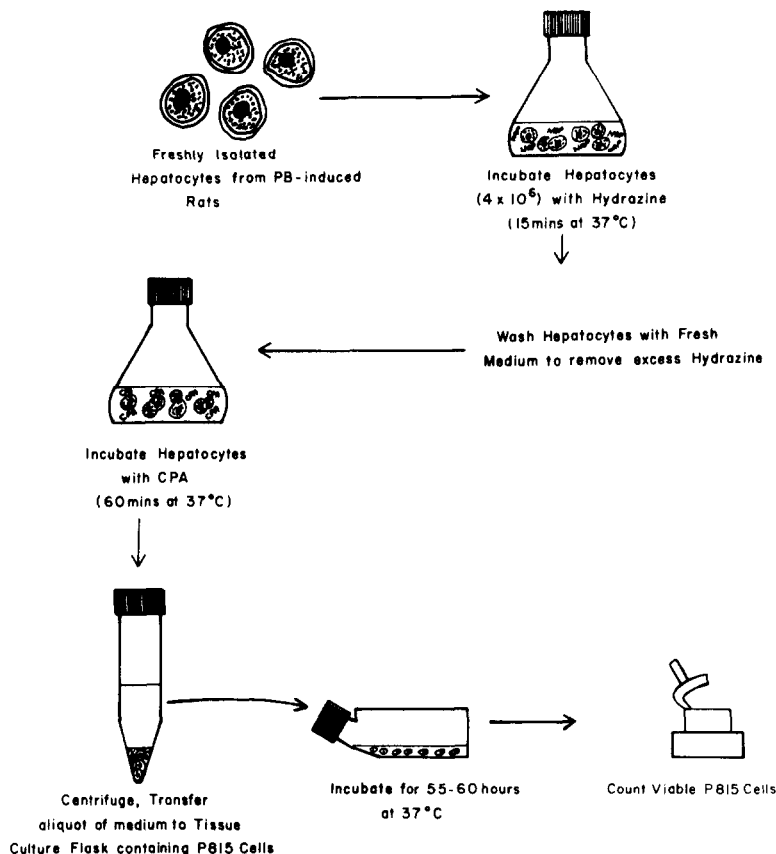 Freshly Isolated
Hepatocytes from PB-induced
Rats
Incubate Hepatocytes
(4 x 10⁶) with Hydrazine
(15mins at 37°C)
Wash Hepatocytes with Fresh
Medium to remove excess Hydrazine
Incubate Hepatocytes
with CPA
(60mins at 37°C)
Centrifuge, Transfer
aliquot of medium to Tissue
Culture Flask containing P815 Cells
Incubate for 55-60 hours
at 37°C
Count Viable P815 Cells